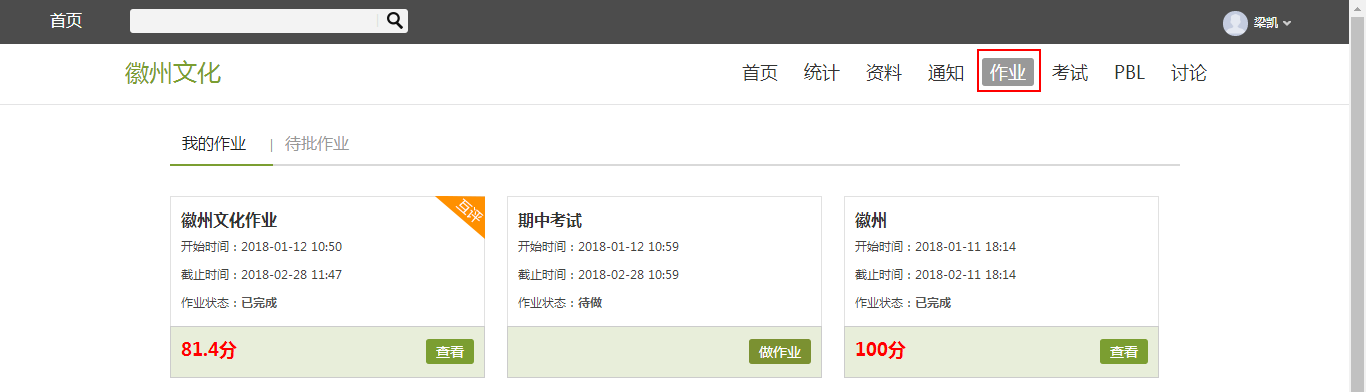 首页
梁凯
徽州文化
首页 统计 资料 通知 作业 考试 PBL 讨论
我的作业 | 待批作业
互评
徽州文化作业
开始时间：2018-01-12 10:50
截止时间：2018-02-28 11:47
作业状态：已完成
81.4分 查看
期中考试
开始时间：2018-01-12 10:59
截止时间：2018-02-28 10:59
作业状态：待做
做作业
徽州
开始时间：2018-01-11 18:14
截止时间：2018-02-11 18:14
作业状态：已完成
100分 查看